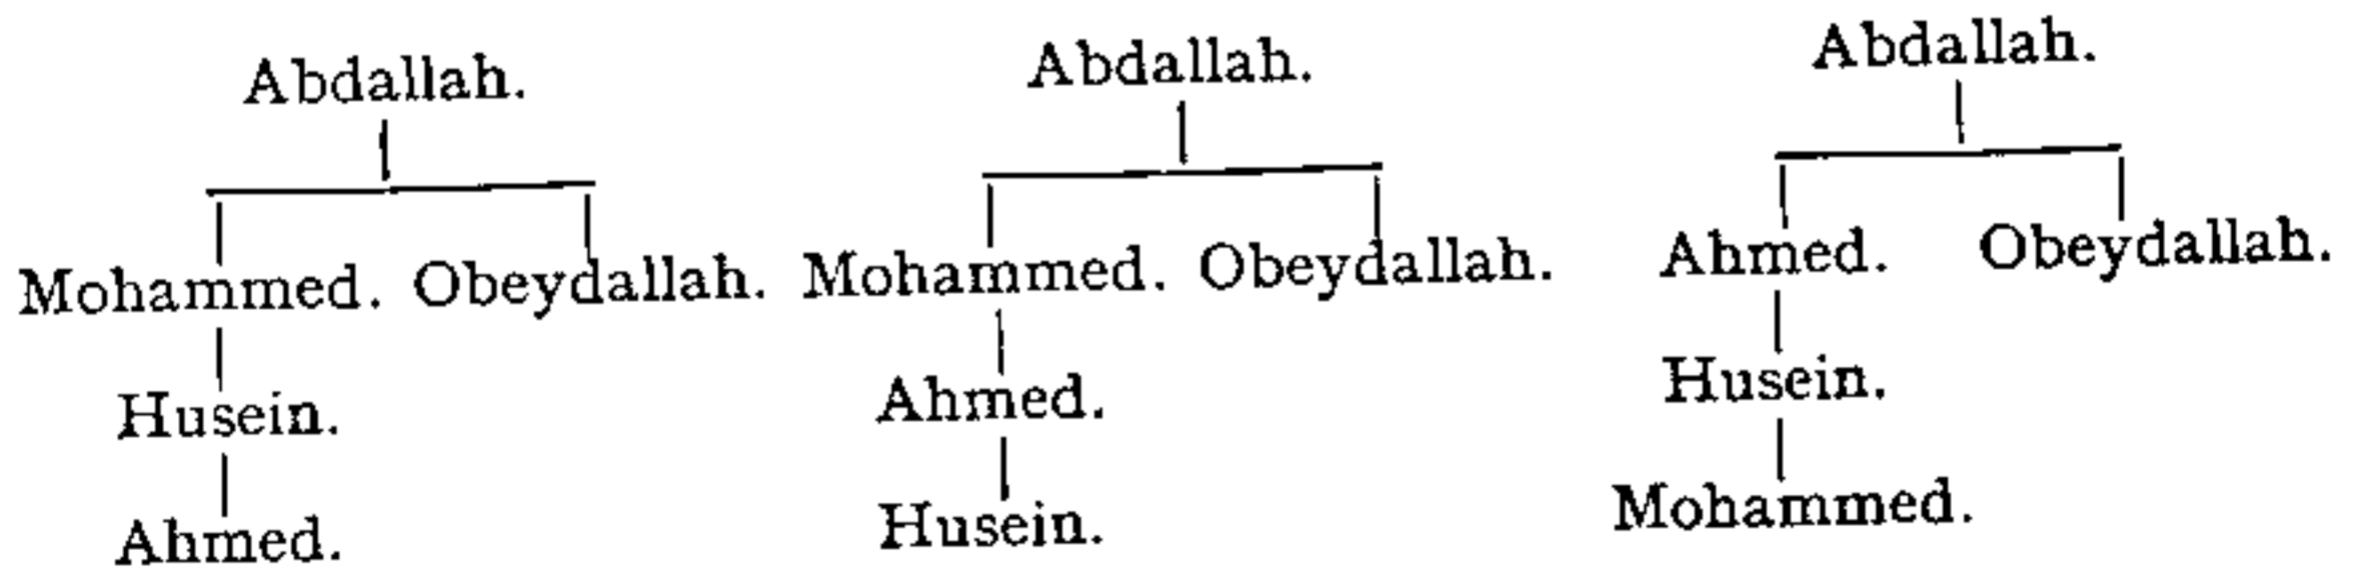 Abdallah. Abdallah. Abdallah.
Mohammed. Obeydallah. Mohammed. Obeydallah. Ahmed. Obeydallah.
Husein. Ahmed. Husein.
Ahmed. Husein. Mohammed.